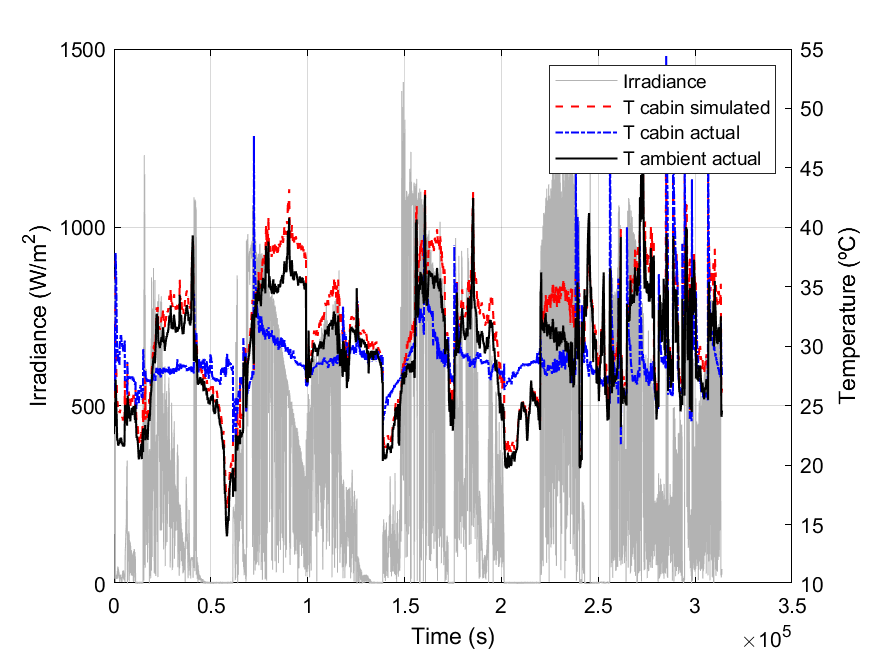 1500
1000
500
0
Irradiance (W/m²)
55
50
45
40
35
30
25
20
15
10
Temperature (ºC)
Irradiance
T cabin simulated
T cabin actual
T ambient actual
0 0.5 1 1.5 2 2.5 3 3.5
Time (s)
×10⁵